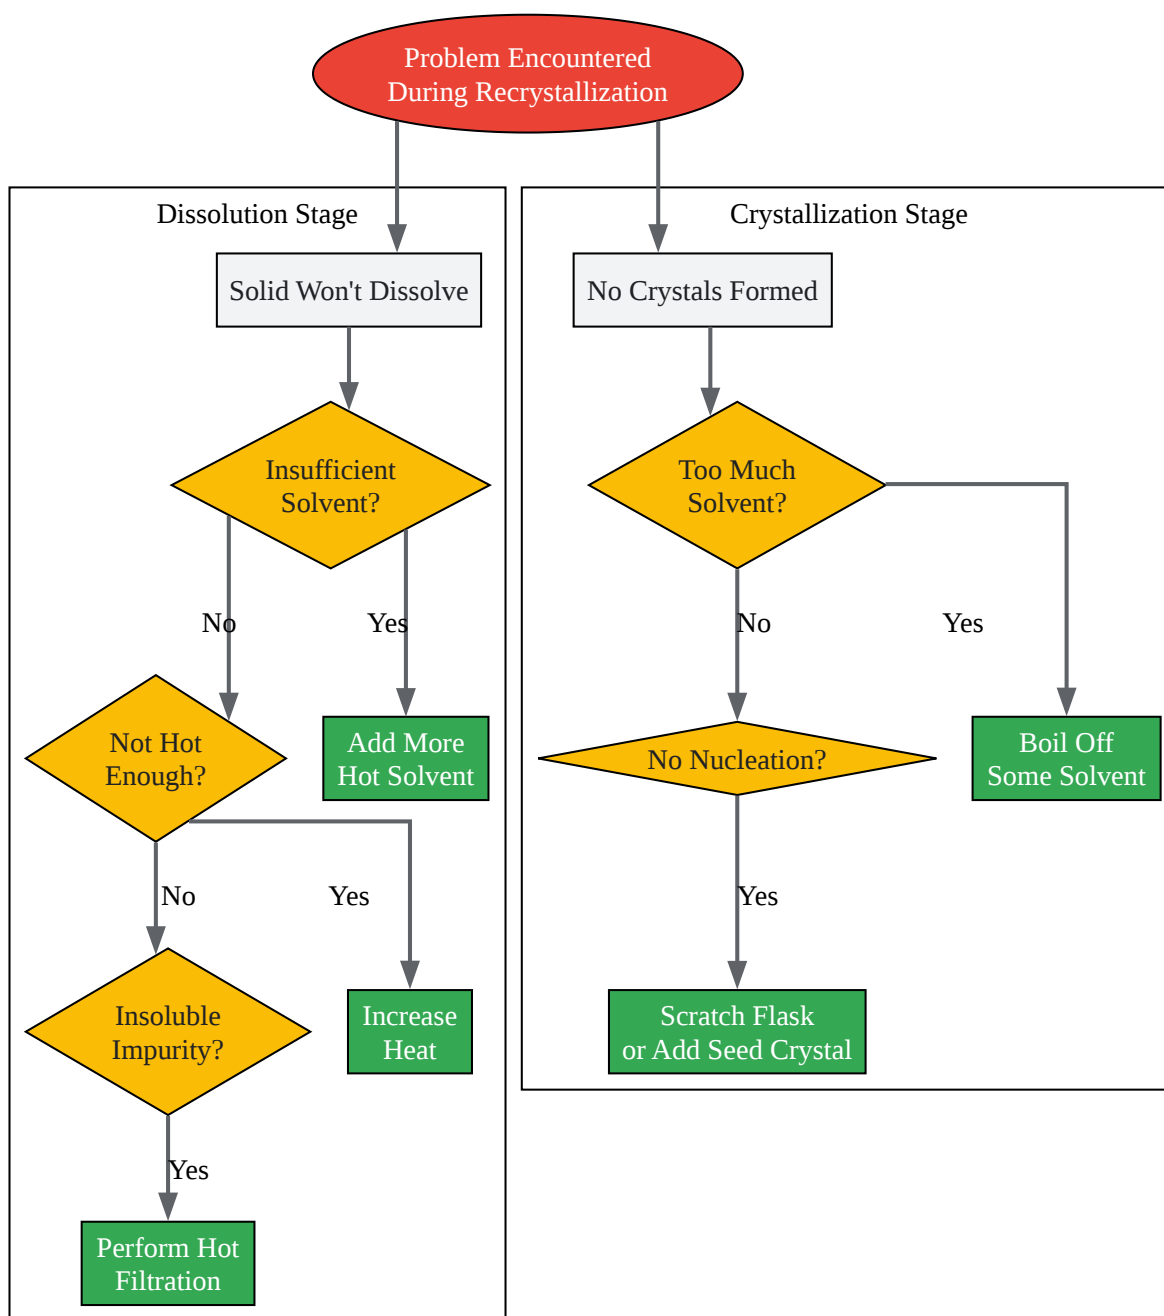 Problem Encountered
During Recrystallization
Dissolution Stage
Solid Won't Dissolve
Insufficient
Solvent?
No
Yes
Not Hot
Enough?
Add More
Hot Solvent
No
Yes
Insoluble
Impurity?
Increase
Heat
Yes
Perform Hot
Filtration
Crystallization Stage
No Crystals Formed
Too Much
Solvent?
No
Yes
No Nucleation?
Boil Off
Some Solvent
Yes
Scratch Flask
or Add Seed Crystal